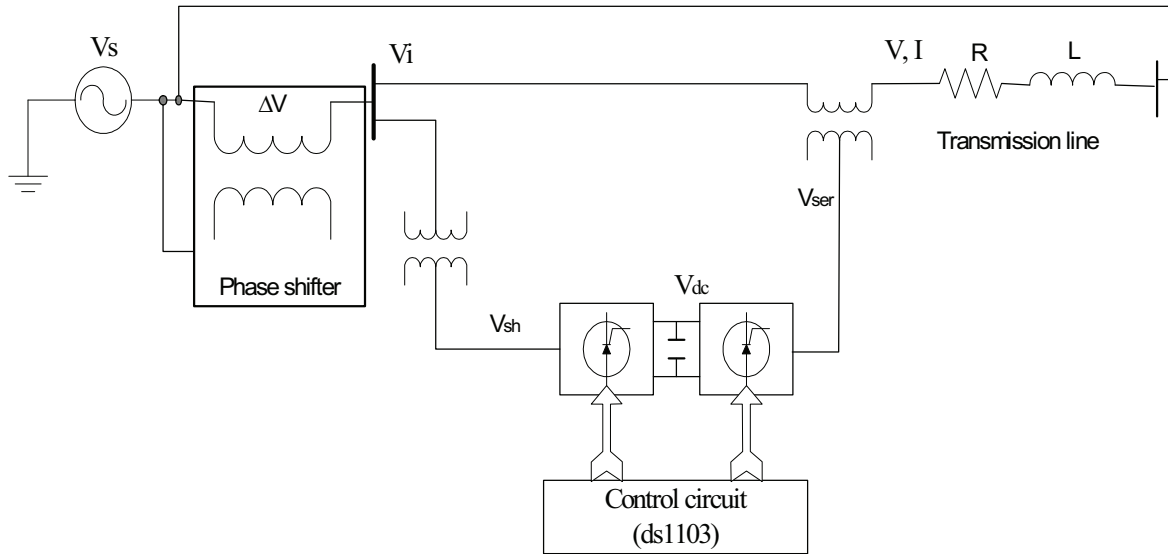 Vs
Vi
V, I
R
L
ΔV
Transmission line
Vser
Phase shifter
Vdc
Vsh
Control circuit
(ds1103)